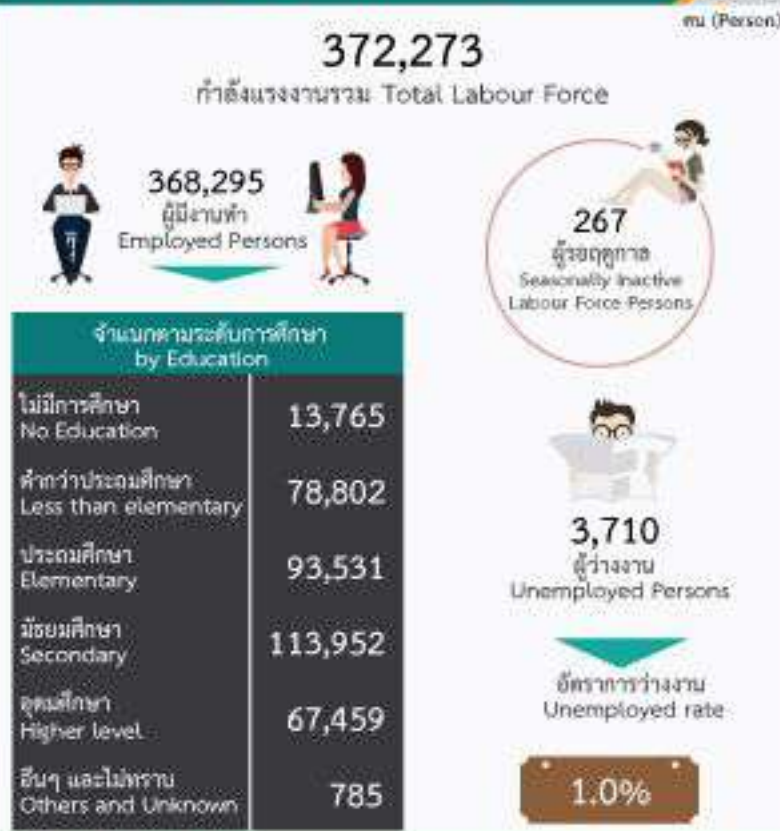 คน (Person)
372,273
กำลังแรงงานรวม Total Labour Force
368,295
ผู้มีงานทำ
Employed Persons
267
ผู้รอฤดูกาล
Seasonally Inactive
Labour Force Persons
จำแนกตามระดับการศึกษา
by Education
ไม่มีการศึกษา
No Education
13,765
ต่ำกว่าประถมศึกษา
Less than elementary
78,802
ประถมศึกษา
Elementary
93,531
มัธยมศึกษา
Secondary
113,952
อุดมศึกษา
Higher level
67,459
อื่นๆ และไม่ทราบ
Others and Unknown
785
3,710
ผู้ว่างงาน
Unemployed Persons
อัตราการว่างงาน
Unemployed rate
1.0%